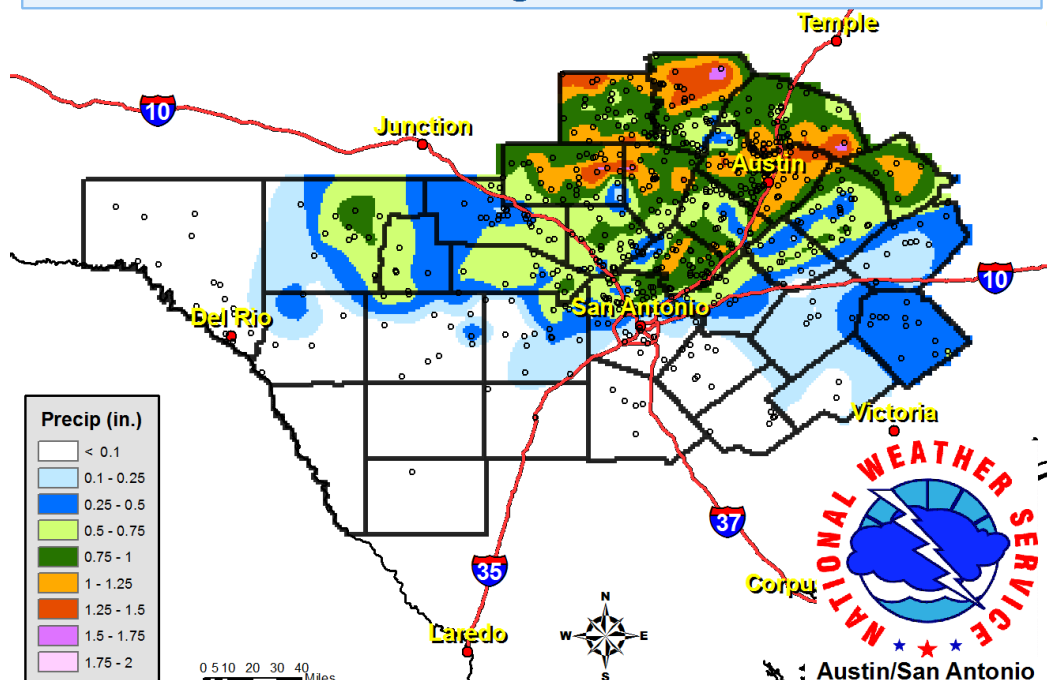 Temple
10
Junction
Austin
10
San Antonio
Del Rio
Precip (in.)
< 0.1
0.1 - 0.25
0.25 - 0.5
0.5 - 0.75
0.75 - 1
1 - 1.25
1.25 - 1.5
1.5 - 1.75
1.75 - 2
Victoria
NATIONAL WEATHER SERVICE
37
35
Corpu
Laredo
N
W E
S
0 5 10 20 30 40
Miles
Austin/San Antonio